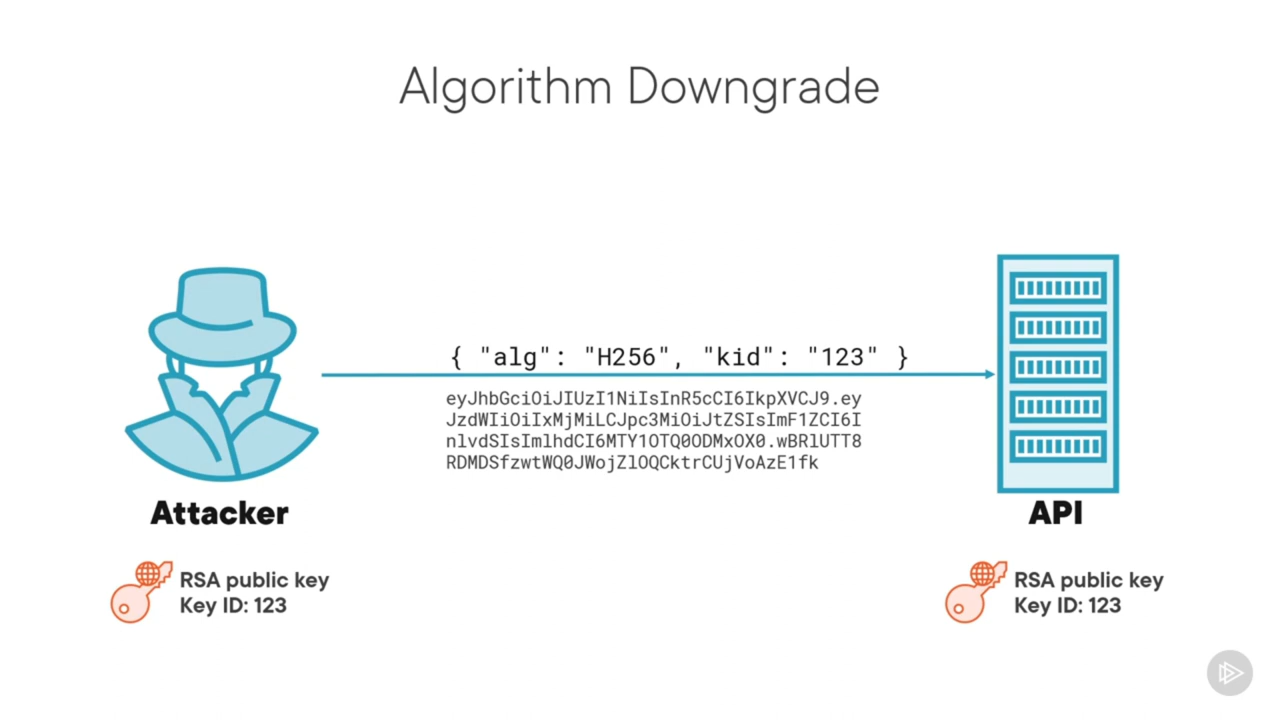 Algorithm Downgrade
{ "alg": "H256", "kid": "123" }
eyJhbGciOiJIUzI1NiIsInR5cCI6IkpXVCJ9.ey
JzdWIiOiIxMjMiLCJpc3MiOiJtZSIsImF1ZCI6I
nlvdSIsImlhdCI6MTY1OTQ0ODMxOX0.wBRlUTT8
RDMDSfzwtWQ0JWojZlOQCktrCUjVoAzE1fk
Attacker
API
RSA public key
Key ID: 123
RSA public key
Key ID: 123